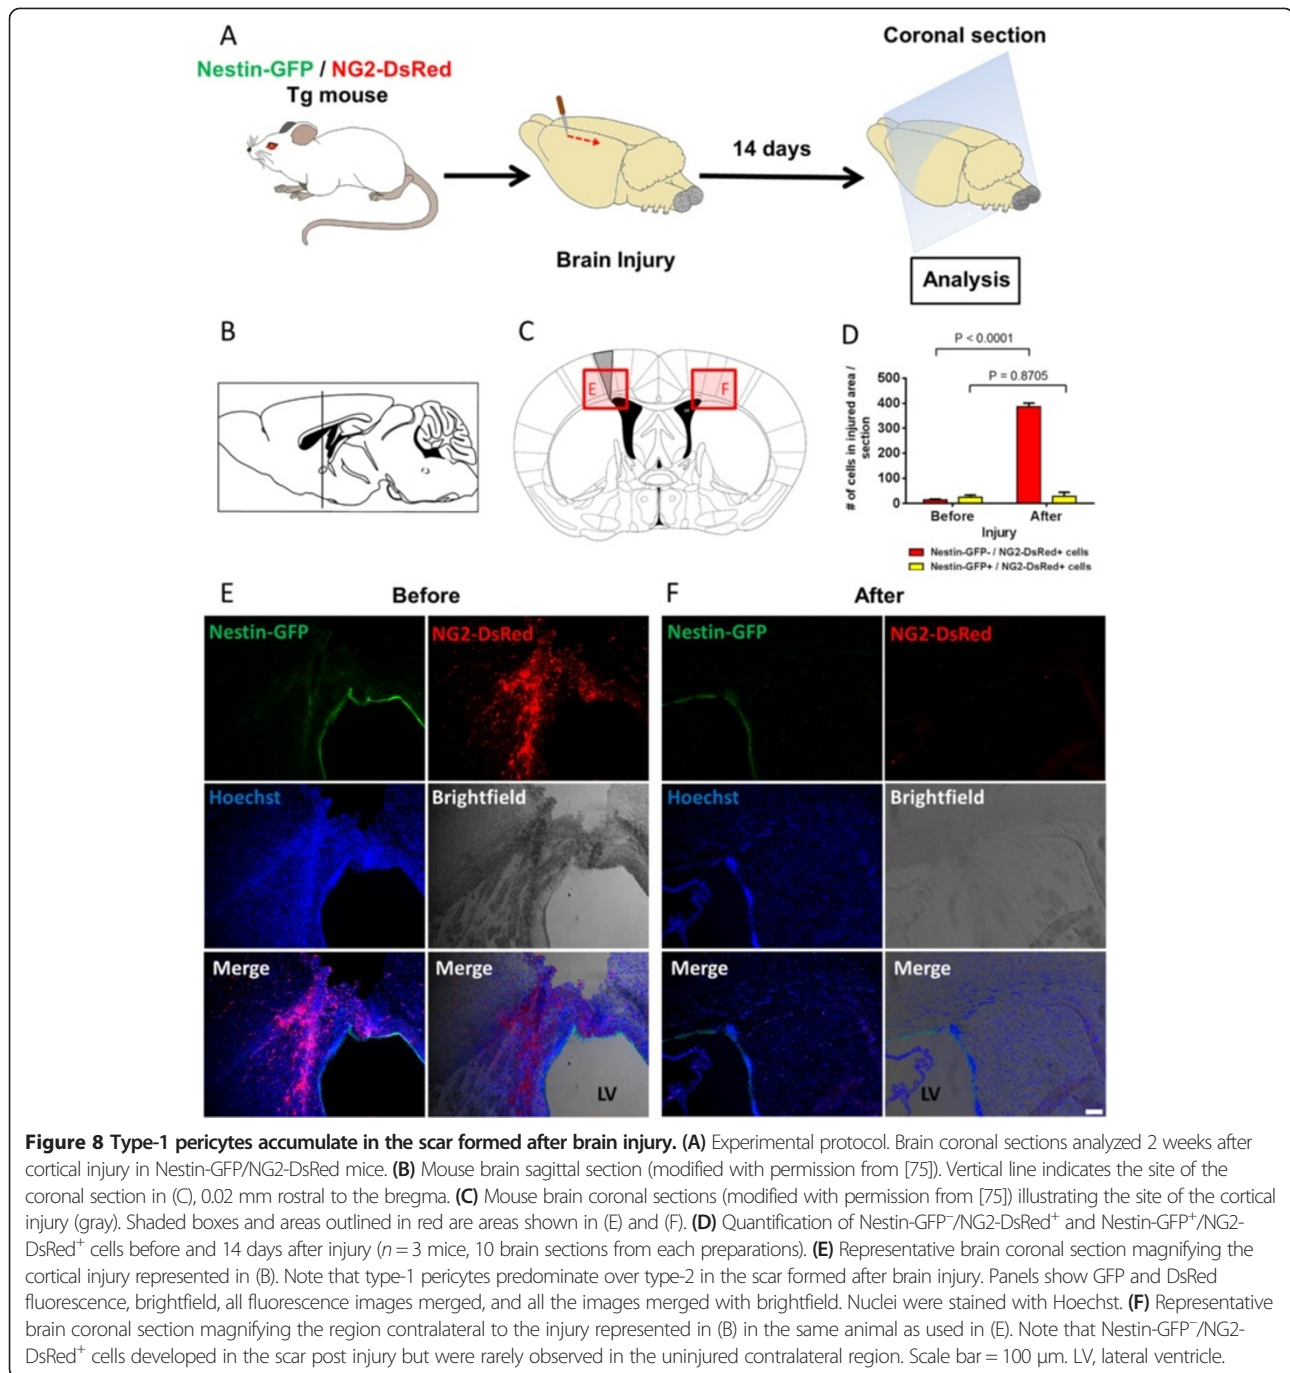 A
Nestin-GFP / NG2-DsRed
Tg mouse
Brain Injury
14 days
Coronal section
Analysis
B
C
E
F
D
P < 0.0001
P = 0.8705
# of cells in injured area /
section
500
400
300
200
100
0
Before
After
Injury
Nestin-GFP- / NG2-DsRed+ cells
Nestin-GFP+ / NG2-DsRed+ cells
E
Before
F
After
Nestin-GFP
NG2-DsRed
Nestin-GFP
NG2-DsRed
Hoechst
Brightfield
Hoechst
Brightfield
Merge
Merge
Merge
Merge
LV
LV
Figure 8 Type-1 pericytes accumulate in the scar formed after brain injury. (A) Experimental protocol. Brain coronal sections analyzed 2 weeks after
cortical injury in Nestin-GFP/NG2-DsRed mice. (B) Mouse brain sagittal section (modified with permission from [75]). Vertical line indicates the site of the
coronal section in (C), 0.02 mm rostral to the bregma. (C) Mouse brain coronal sections (modified with permission from [75]) illustrating the site of the cortical
injury (gray). Shaded boxes and areas outlined in red are areas shown in (E) and (F). (D) Quantification of Nestin-GFP⁻/NG2-DsRed⁺ and Nestin-GFP⁺/NG2-
DsRed⁺ cells before and 14 days after injury (n = 3 mice, 10 brain sections from each preparations). (E) Representative brain coronal section magnifying the
cortical injury represented in (B). Note that type-1 pericytes predominate over type-2 in the scar formed after brain injury. Panels show GFP and DsRed
fluorescence, brightfield, all fluorescence images merged, and all the images merged with brightfield. Nuclei were stained with Hoechst. (F) Representative
brain coronal section magnifying the region contralateral to the injury represented in (B) in the same animal as used in (E). Note that Nestin-GFP⁻/NG2-
DsRed⁺ cells developed in the scar post injury but were rarely observed in the uninjured contralateral region. Scale bar = 100 μm. LV, lateral ventricle.